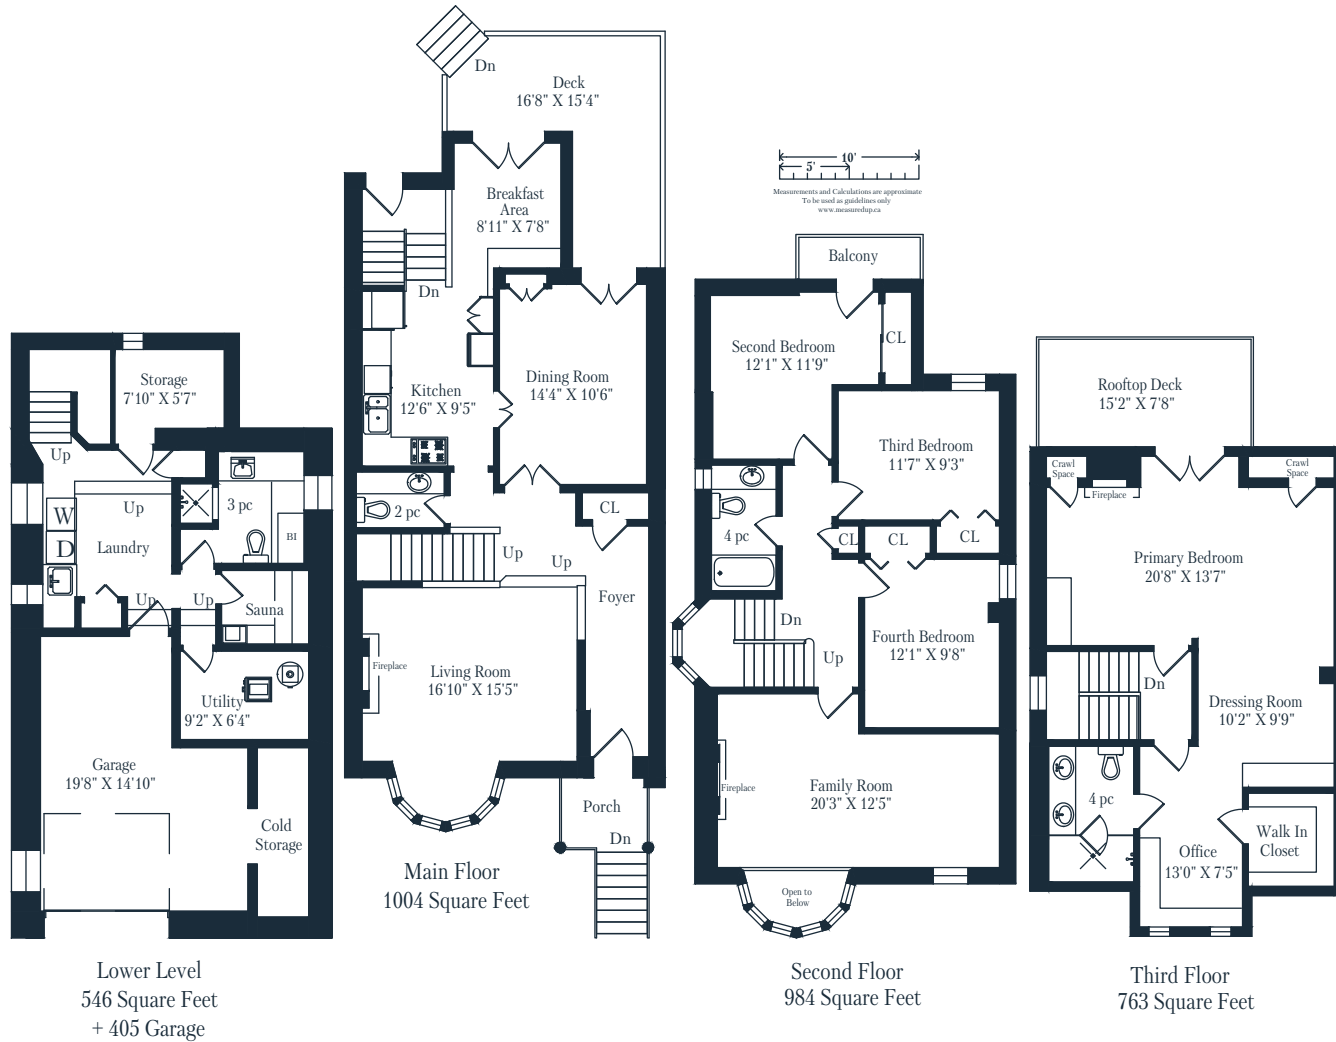 Dn
Deck
16'8" X 15'4"
Breakfast
Area
8'11" X 7'8"
Dn
Kitchen
12'6" X 9'5"
Dining Room
14'4" X 10'6"
2 pc
CL
Up
Up
Foyer
Fireplace
Living Room
16'10" X 15'5"
Porch
Dn
Main Floor
1004 Square Feet
Storage
7'10" X 5'7"
Up
W
D
Up
3 pc
BI
Laundry
Up
Up
Sauna
Utility
9'2" X 6'4"
Garage
19'8" X 14'10"
Cold
Storage
Lower Level
546 Square Feet
+ 405 Garage
10'
5'
Measurements and Calculations are approximate
To be used as guidelines only
www.measuredup.ca
Balcony
CL
Second Bedroom
12'1" X 11'9"
Third Bedroom
11'7" X 9'3"
4 pc
CL
CL
CL
Dn
Up
Fourth Bedroom
12'1" X 9'8"
Fireplace
Family Room
20'3" X 12'5"
Open to
Below
Second Floor
984 Square Feet
Rooftop Deck
15'2" X 7'8"
Crawl
Space
Fireplace
Crawl
Space
Primary Bedroom
20'8" X 13'7"
Dn
Dressing Room
10'2" X 9'9"
4 pc
Office
13'0" X 7'5"
Walk In
Closet
Third Floor
763 Square Feet